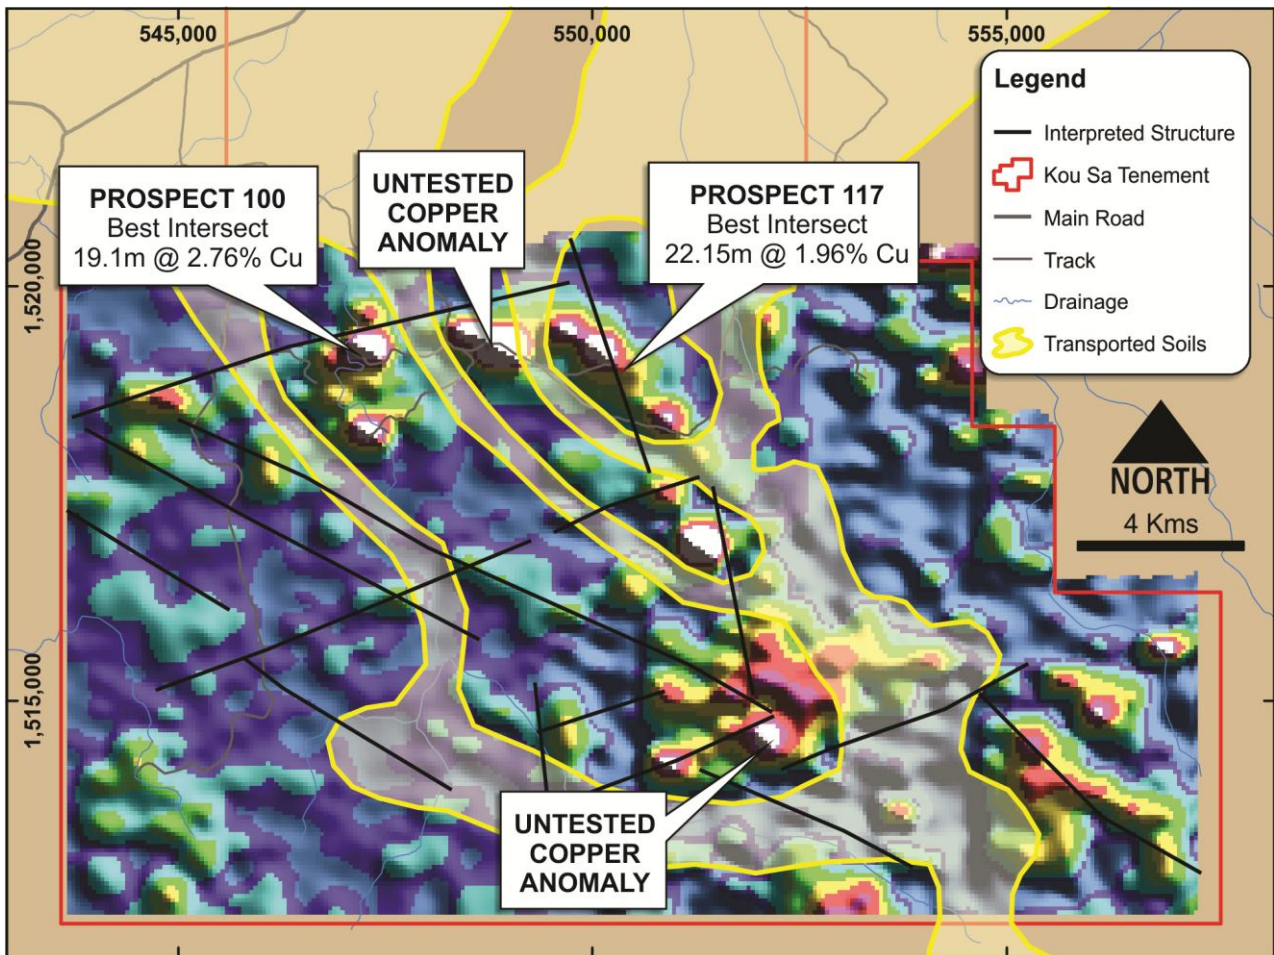 545,000
550,000
555,000
1,520,000
1,515,000
PROSPECT 100
Best Intersect
19.1m @ 2.76% Cu
UNTESTED
COPPER
ANOMALY
PROSPECT 117
Best Intersect
22.15m @ 1.96% Cu
Legend
Interpreted Structure
Kou Sa Tenement
Main Road
Track
Drainage
Transported Soils
NORTH
4 Kms
UNTESTED
COPPER
ANOMALY